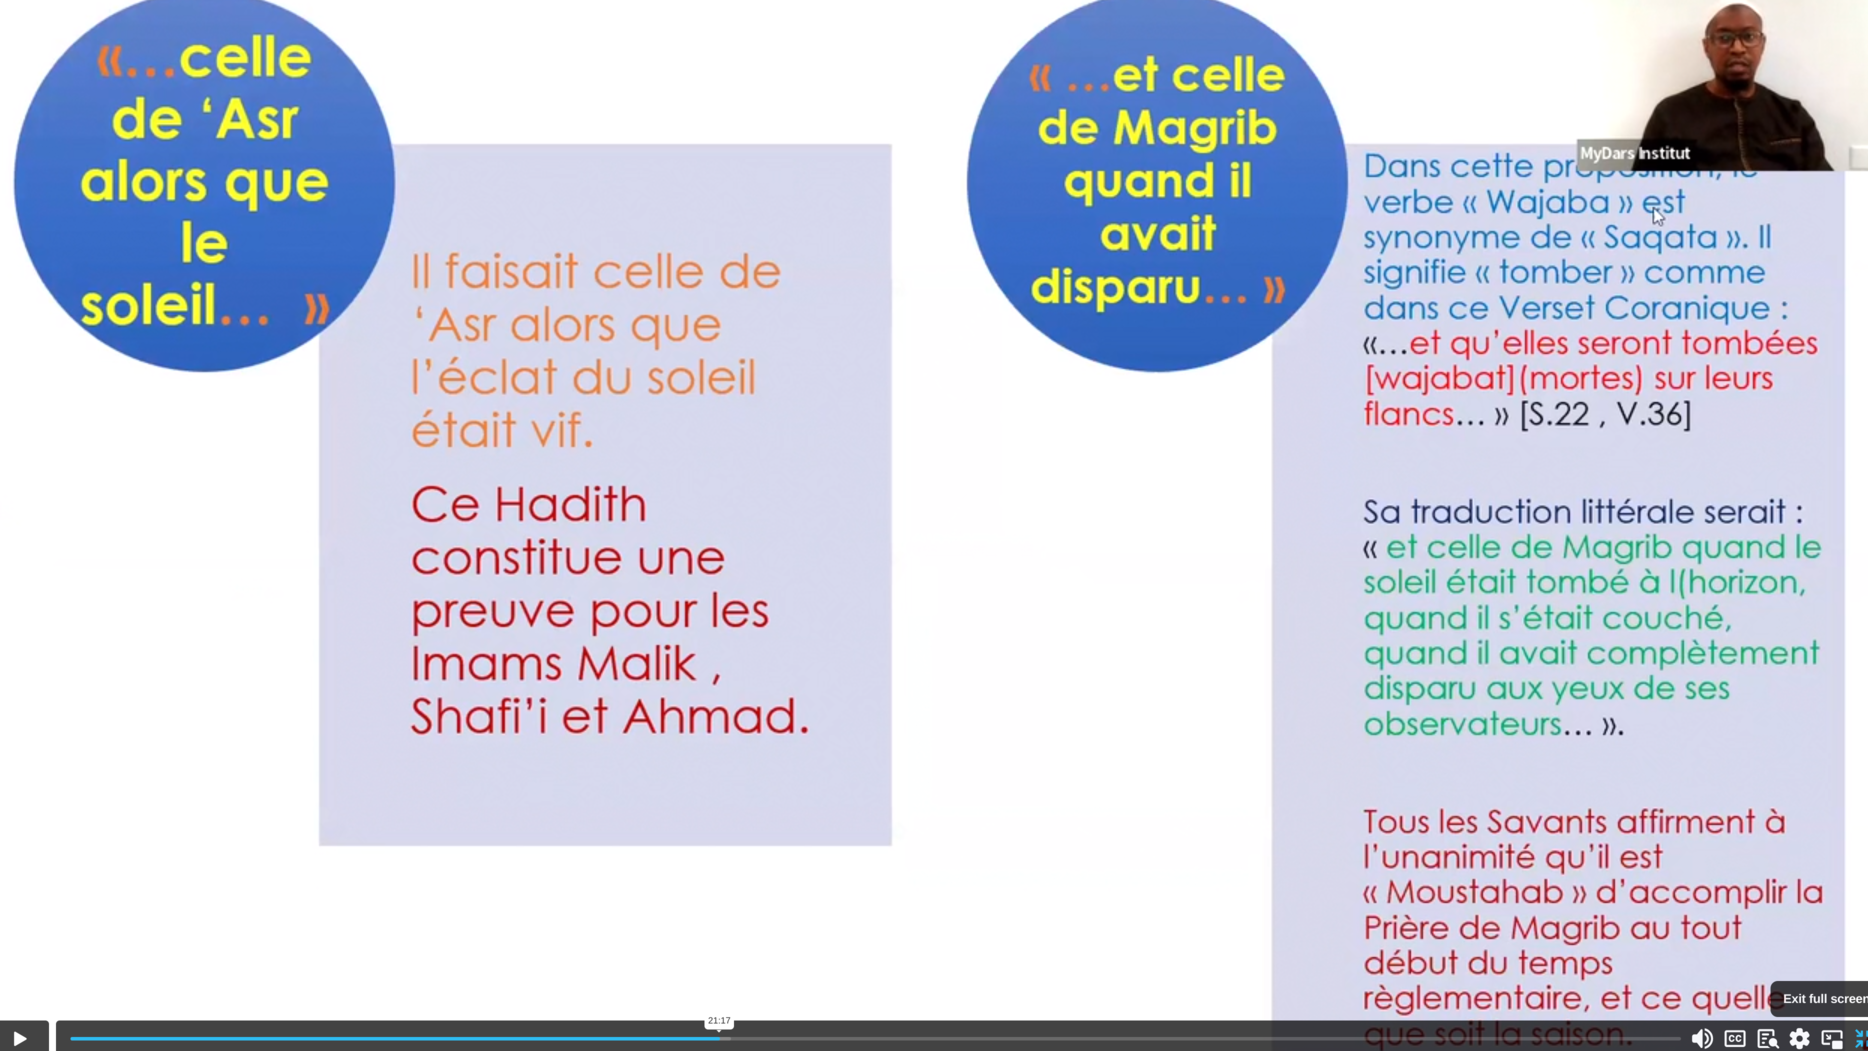 «…celle
de ‘Asr
alors que
le
soleil… »
Il faisait celle de
‘Asr alors que
l’éclat du soleil
était vif.
Ce Hadith
constitue une
preuve pour les
Imams Malik ,
Shafi’i et Ahmad.
« …et celle
de Magrib
quand il
avait
disparu… »
MyDars Institut
Dans cette proposition, le
verbe « Wajaba » est
synonyme de « Saqata ». Il
signifie « tomber » comme
dans ce Verset Coranique :
«…et qu’elles seront tombées
[wajabat](mortes) sur leurs
flancs… » [S.22 , V.36]
Sa traduction littérale serait :
« et celle de Magrib quand le
soleil était tombé à l(horizon,
quand il s’était couché,
quand il avait complètement
disparu aux yeux de ses
observateurs… ».
Tous les Savants affirment à
l’unanimité qu’il est
« Moustahab » d’accomplir la
Prière de Magrib au tout
début du temps
règlementaire, et ce quelle
que soit la saison.
Exit full screen
21:17
CC